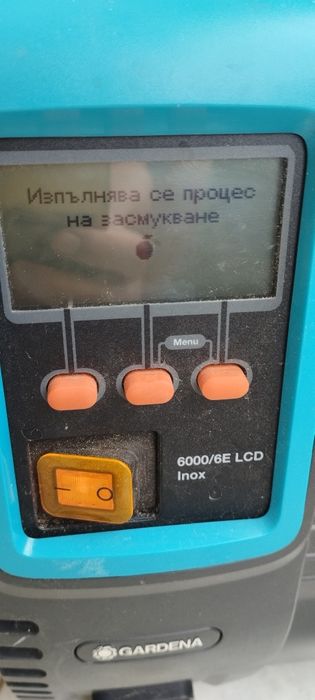 Изпълнява се процес
на засмукване
Menu
6000/6E LCD
Inox
GARDENA